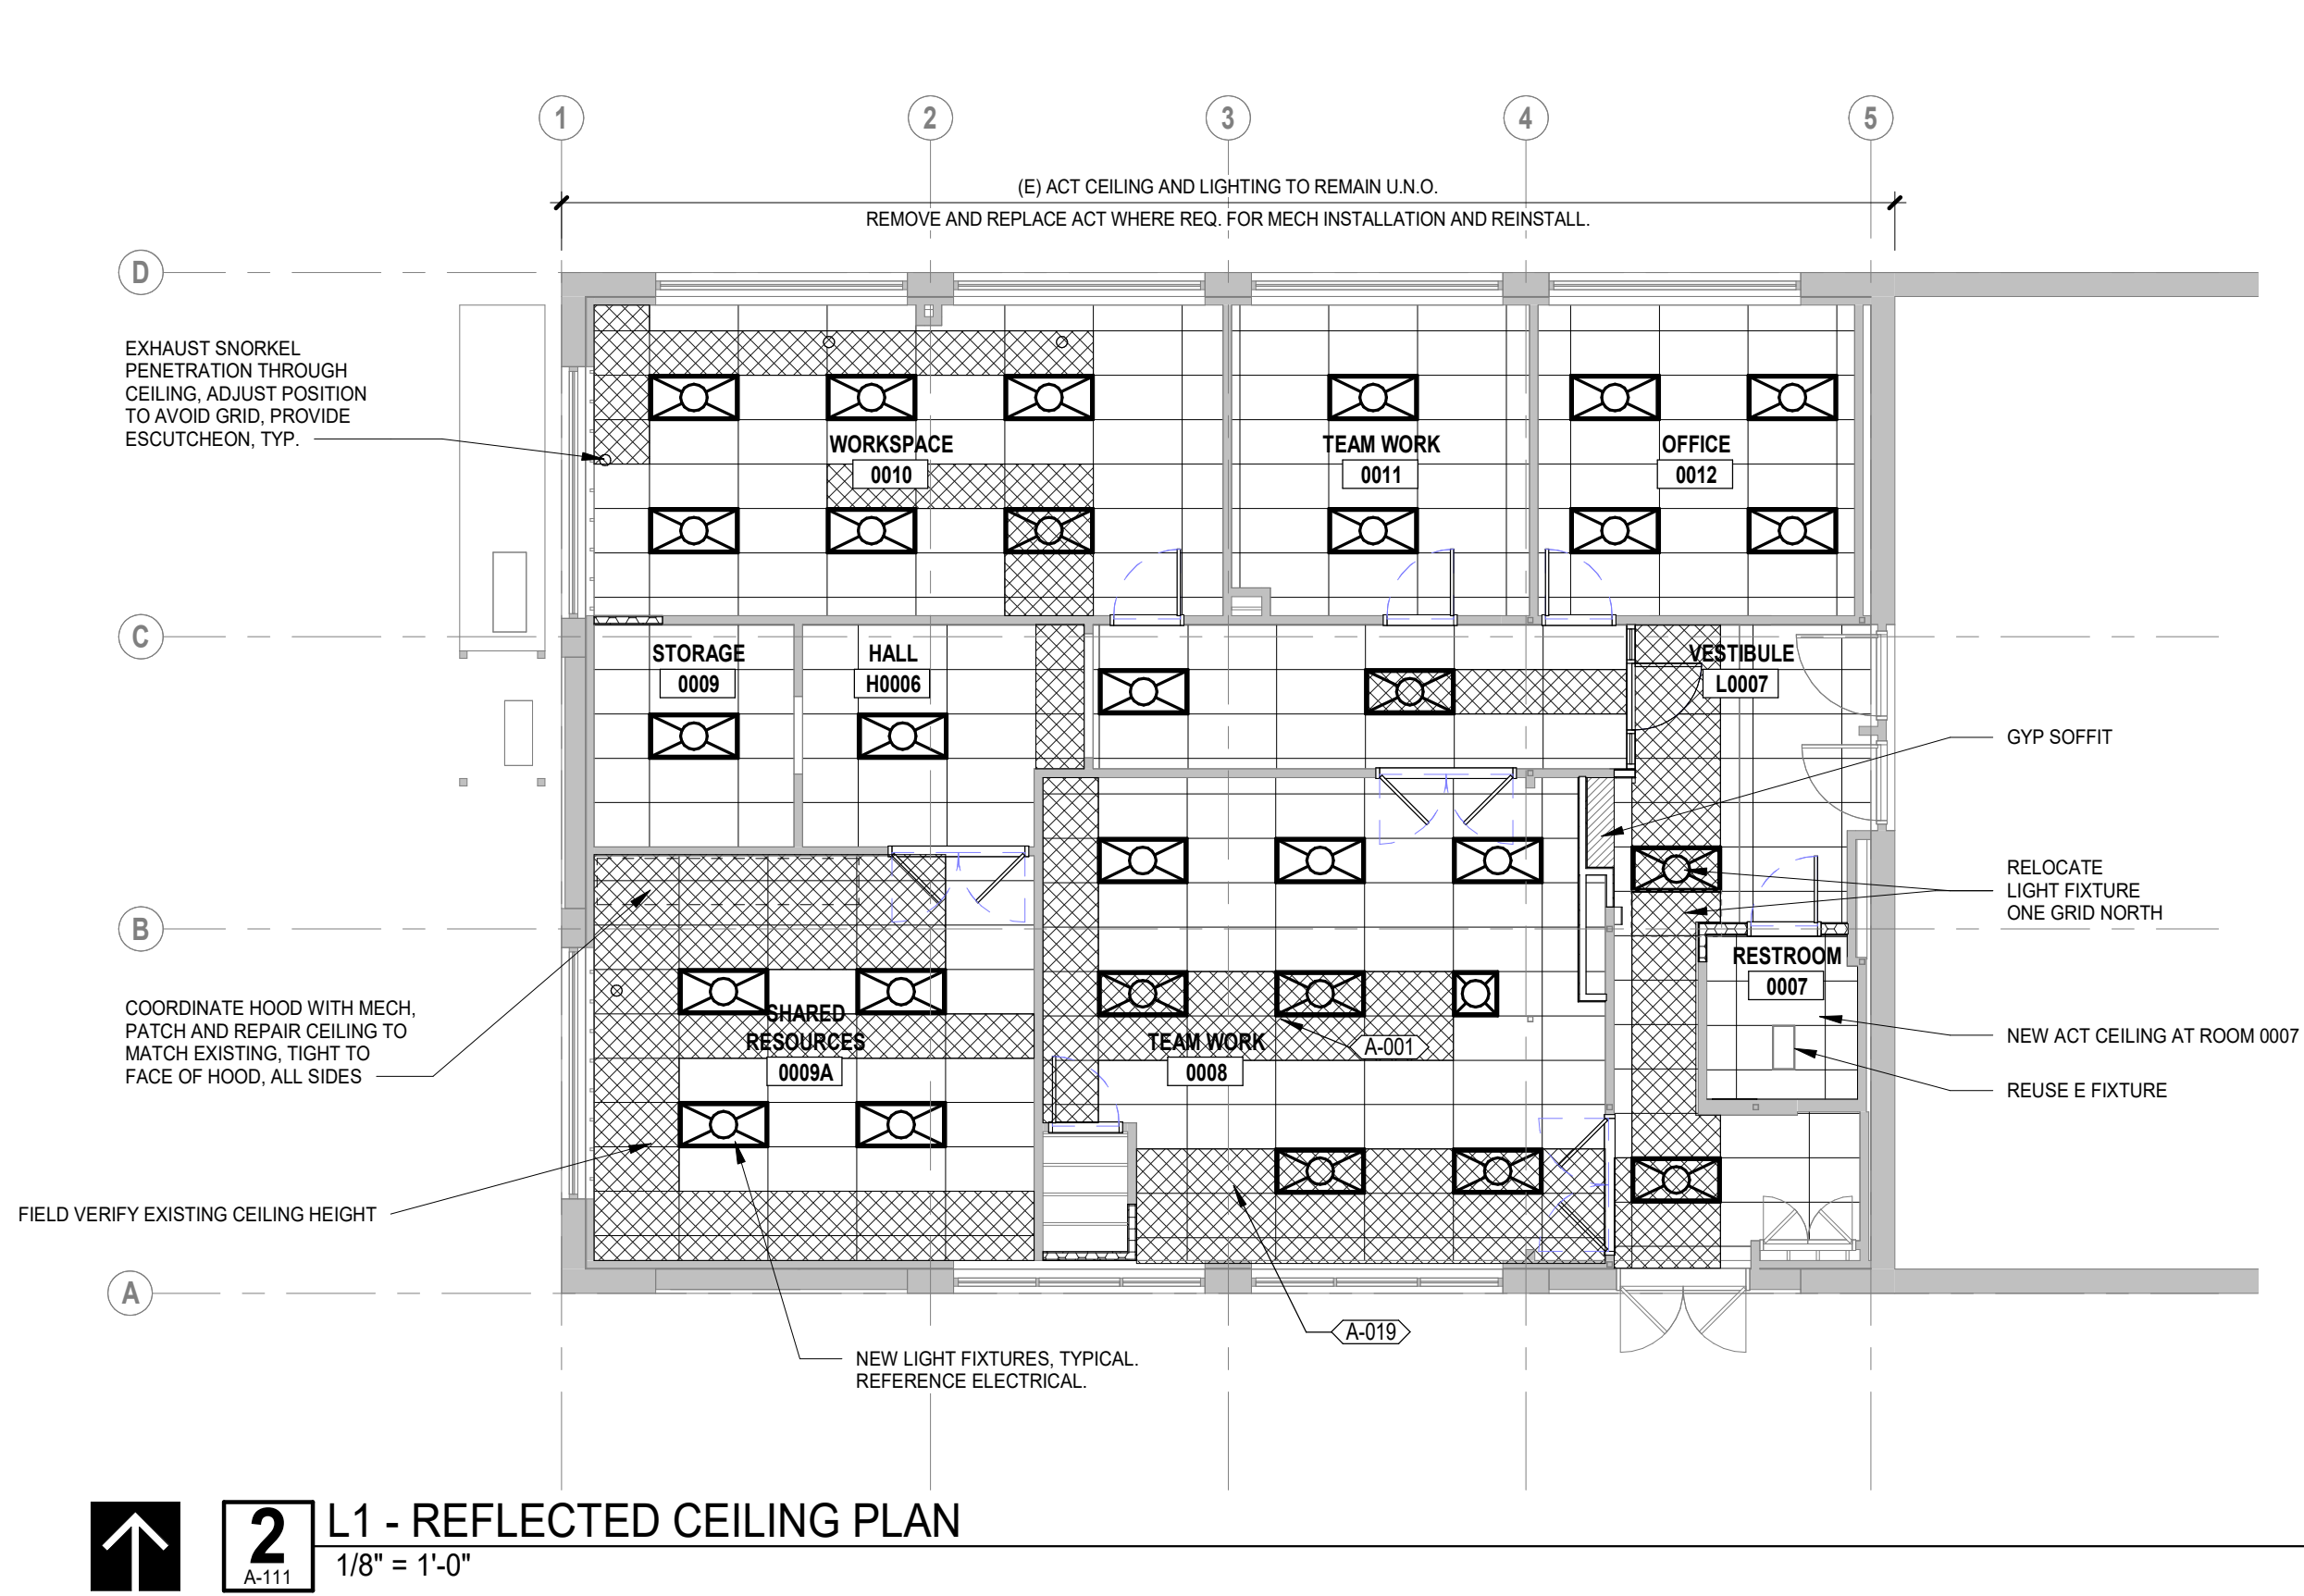 1
2
3
4
5
(E) ACT CEILING AND LIGHTING TO REMAIN U.N.O.
REMOVE AND REPLACE ACT WHERE REQ. FOR MECH INSTALLATION AND REINSTALL.
D
EXHAUST SNORKEL
PENETRATION THROUGH
CEILING, ADJUST POSITION
TO AVOID GRID, PROVIDE
ESCUTCHEON, TYP.
WORKSPACE
0010
TEAM WORK
0011
OFFICE
0012
C
STORAGE
0009
HALL
H0006
VESTIBULE
L0007
GYP SOFFIT
RELOCATE
LIGHT FIXTURE
ONE GRID NORTH
B
RESTROOM
0007
COORDINATE HOOD WITH MECH,
PATCH AND REPAIR CEILING TO
MATCH EXISTING, TIGHT TO
FACE OF HOOD, ALL SIDES
SHARED
RESOURCES
0009A
TEAM WORK
0008
A-001
NEW ACT CEILING AT ROOM 0007
REUSE E FIXTURE
FIELD VERIFY EXISTING CEILING HEIGHT
A
A-019
NEW LIGHT FIXTURES, TYPICAL.
REFERENCE ELECTRICAL.
2
A-111
L1 - REFLECTED CEILING PLAN
1/8" = 1'-0"